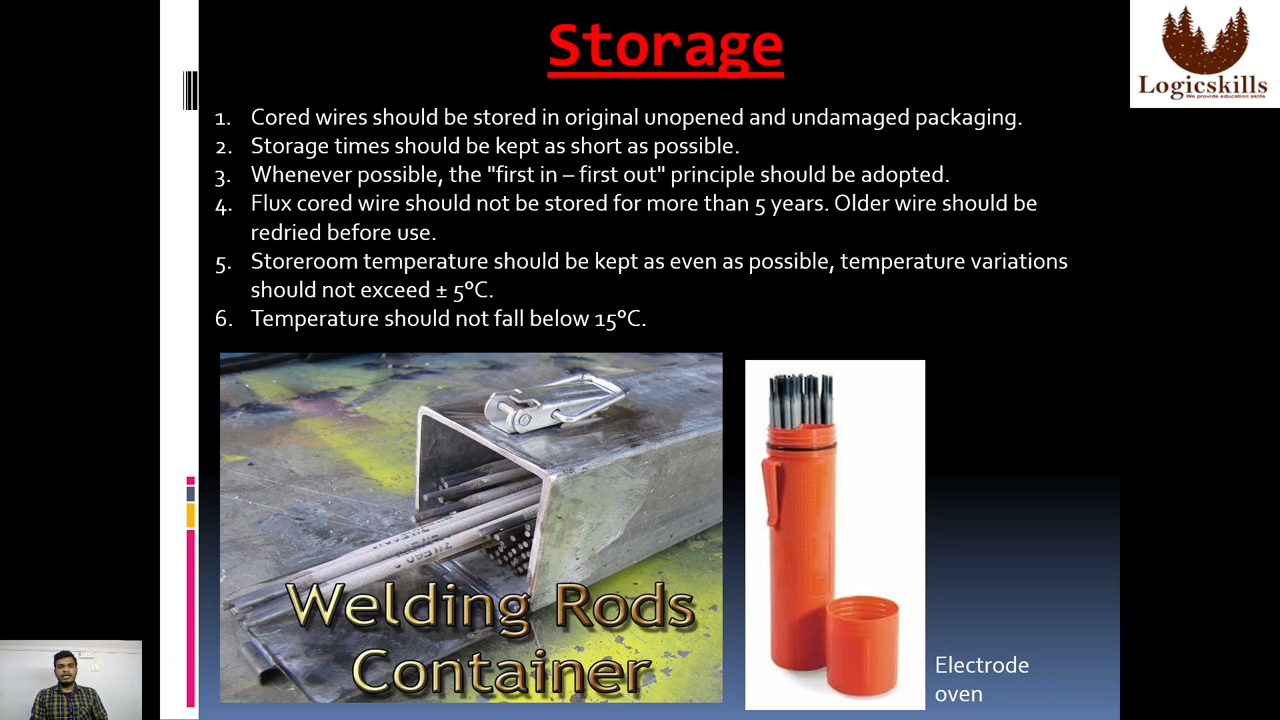 Storage
Logicskills
We provide education skills
1. Cored wires should be stored in original unopened and undamaged packaging.
2. Storage times should be kept as short as possible.
3. Whenever possible, the "first in – first out" principle should be adopted.
4. Flux cored wire should not be stored for more than 5 years. Older wire should be
redried before use.
5. Storeroom temperature should be kept as even as possible, temperature variations
should not exceed ± 5°C.
6. Temperature should not fall below 15°C.
Welding Rods
Container
Electrode
oven